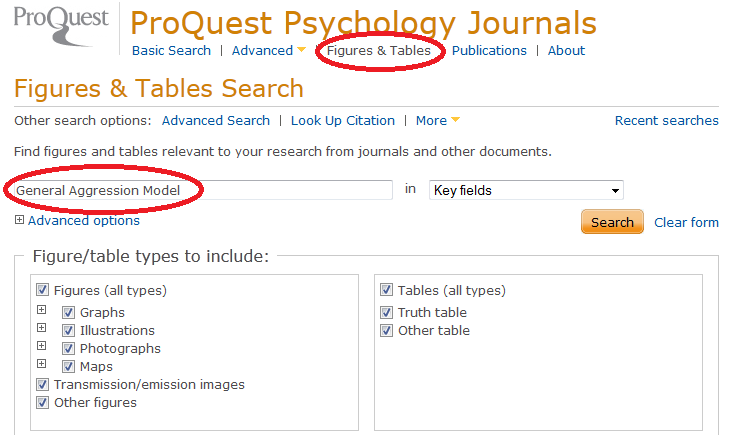 ProQuest
ProQuest Psychology Journals
Basic Search | Advanced | Figures & Tables | Publications | About
Figures & Tables Search
Other search options: Advanced Search | Look Up Citation | More
Recent searches
Find figures and tables relevant to your research from journals and other documents.
General Aggression Model in Key fields
Advanced options
Search Clear form
Figure/table types to include:
Figures (all types)
Graphs
Illustrations
Photographs
Maps
Transmission/emission images
Other figures
Tables (all types)
Truth table
Other table